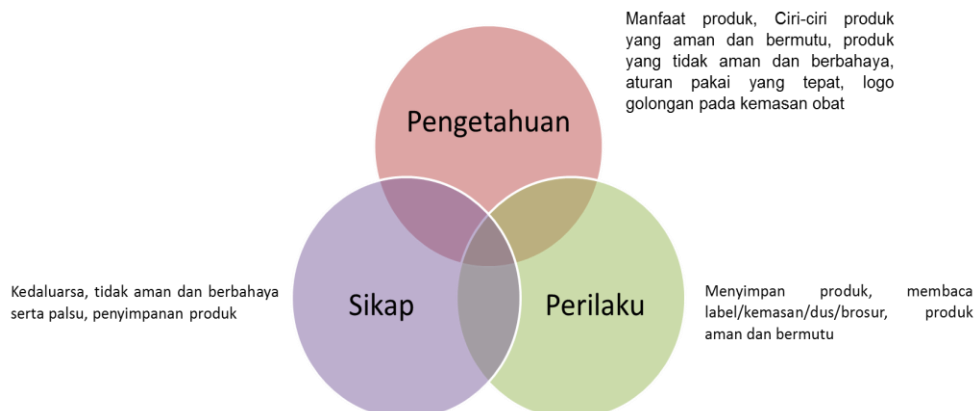 Manfaat produk, Ciri-ciri produk
yang aman dan bermutu, produk
yang tidak aman dan berbahaya,
aturan pakai yang tepat, logo
golongan pada kemasan obat
Pengetahuan
Kedaluarsa, tidak aman dan berbahaya
serta palsu, penyimpanan produk
Sikap
Perilaku
Menyimpan produk, membaca
label/kemasan/dus/brosur, produk
aman dan bermutu